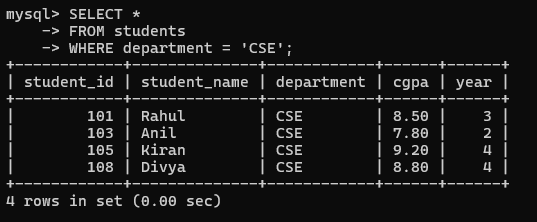 mysql> SELECT *
    -> FROM students
    -> WHERE department = 'CSE';
+------------+--------------+------------+------+------+
| student_id | student_name | department | cgpa | year |
+------------+--------------+------------+------+------+
|        101 | Rahul        | CSE        | 8.50 |    3 |
|        103 | Anil         | CSE        | 7.80 |    2 |
|        105 | Kiran        | CSE        | 9.20 |    4 |
|        108 | Divya        | CSE        | 8.80 |    4 |
+------------+--------------+------------+------+------+
4 rows in set (0.00 sec)